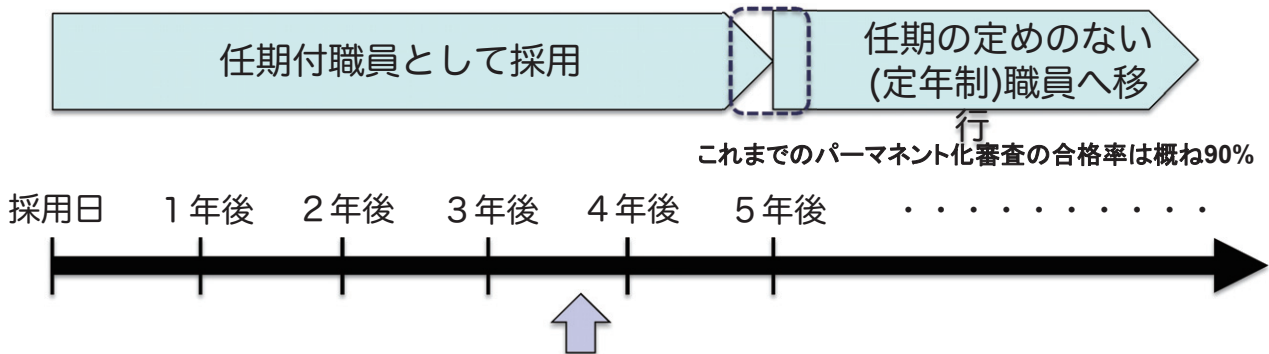 任期付職員として採用
任期の定めのない
(定年制)職員へ移
行
これまでのパーマネント化審査の合格率は概ね90%
採用日 1年後 2年後 3年後 4年後 5年後 ・・・・・・・・・・